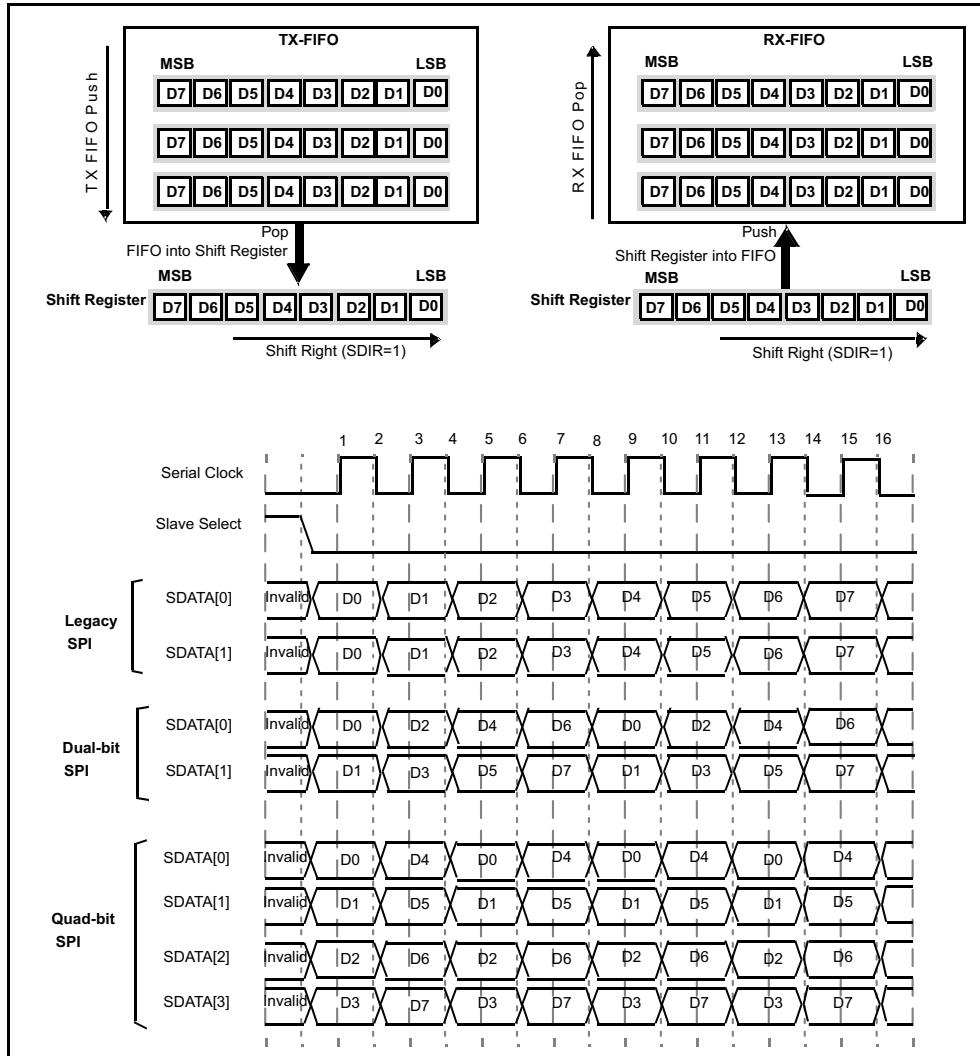 TX-FIFO
MSB LSB
D7 D6 D5 D4 D3 D2 D1 D0
D7 D6 D5 D4 D3 D2 D1 D0
D7 D6 D5 D4 D3 D2 D1 D0
TX FIFO Push
Pop
FIFO into Shift Register
MSB LSB
Shift Register D7 D6 D5 D4 D3 D2 D1 D0
Shift Right (SDIR=1)
RX-FIFO
MSB LSB
D7 D6 D5 D4 D3 D2 D1 D0
D7 D6 D5 D4 D3 D2 D1 D0
D7 D6 D5 D4 D3 D2 D1 D0
RX FIFO Pop
Push
Shift Register into FIFO
MSB LSB
Shift Register D7 D6 D5 D4 D3 D2 D1 D0
Shift Right (SDIR=1)
1 2 3 4 5 6 7 8 9 10 11 12 13 14 15 16
Serial Clock
Slave Select
Legacy
SPI
SDATA[0] Invalid D0 D1 D2 D3 D4 D5 D6 D7
SDATA[1] Invalid D0 D1 D2 D3 D4 D5 D6 D7
Dual-bit
SPI
SDATA[0] Invalid D0 D2 D4 D6 D0 D2 D4 D6
SDATA[1] Invalid D1 D3 D5 D7 D1 D3 D5 D7
Quad-bit
SPI
SDATA[0] Invalid D0 D4 D0 D4 D0 D4 D0 D4
SDATA[1] Invalid D1 D5 D1 D5 D1 D5 D1 D5
SDATA[2] Invalid D2 D6 D2 D6 D2 D6 D2 D6
SDATA[3] Invalid D3 D7 D3 D7 D3 D7 D3 D7